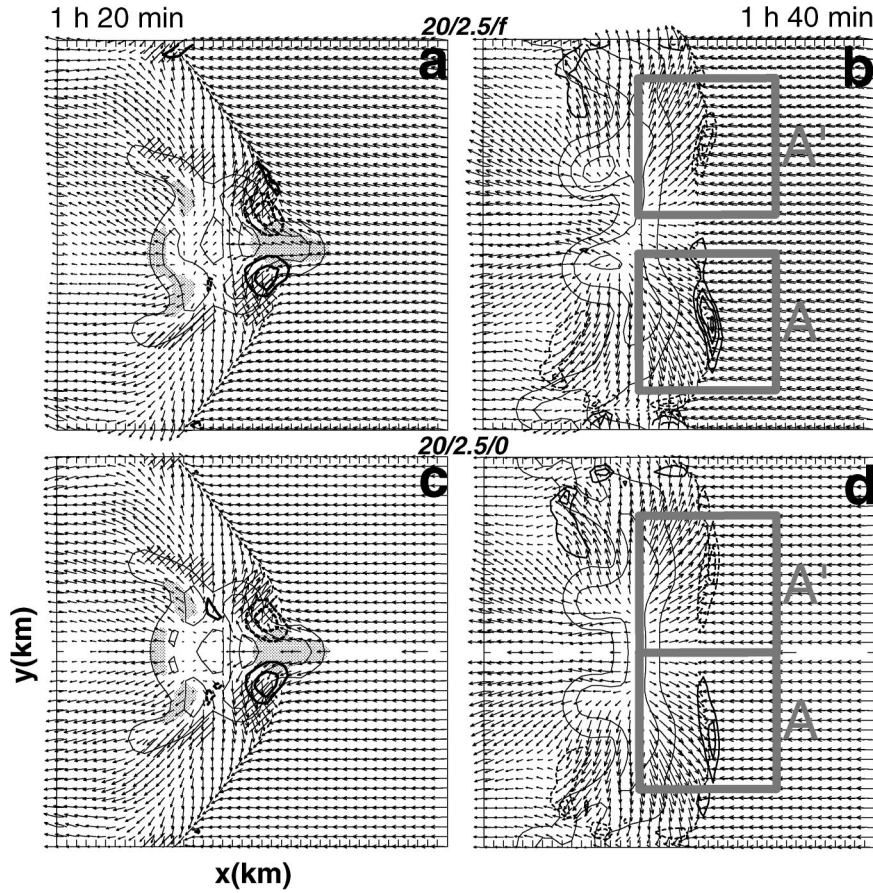 1 h 20 min
20/2.5/f
1 h 40 min
a
b
A'
A
20/2.5/0
c
d
A'
A
y(km)
x(km)